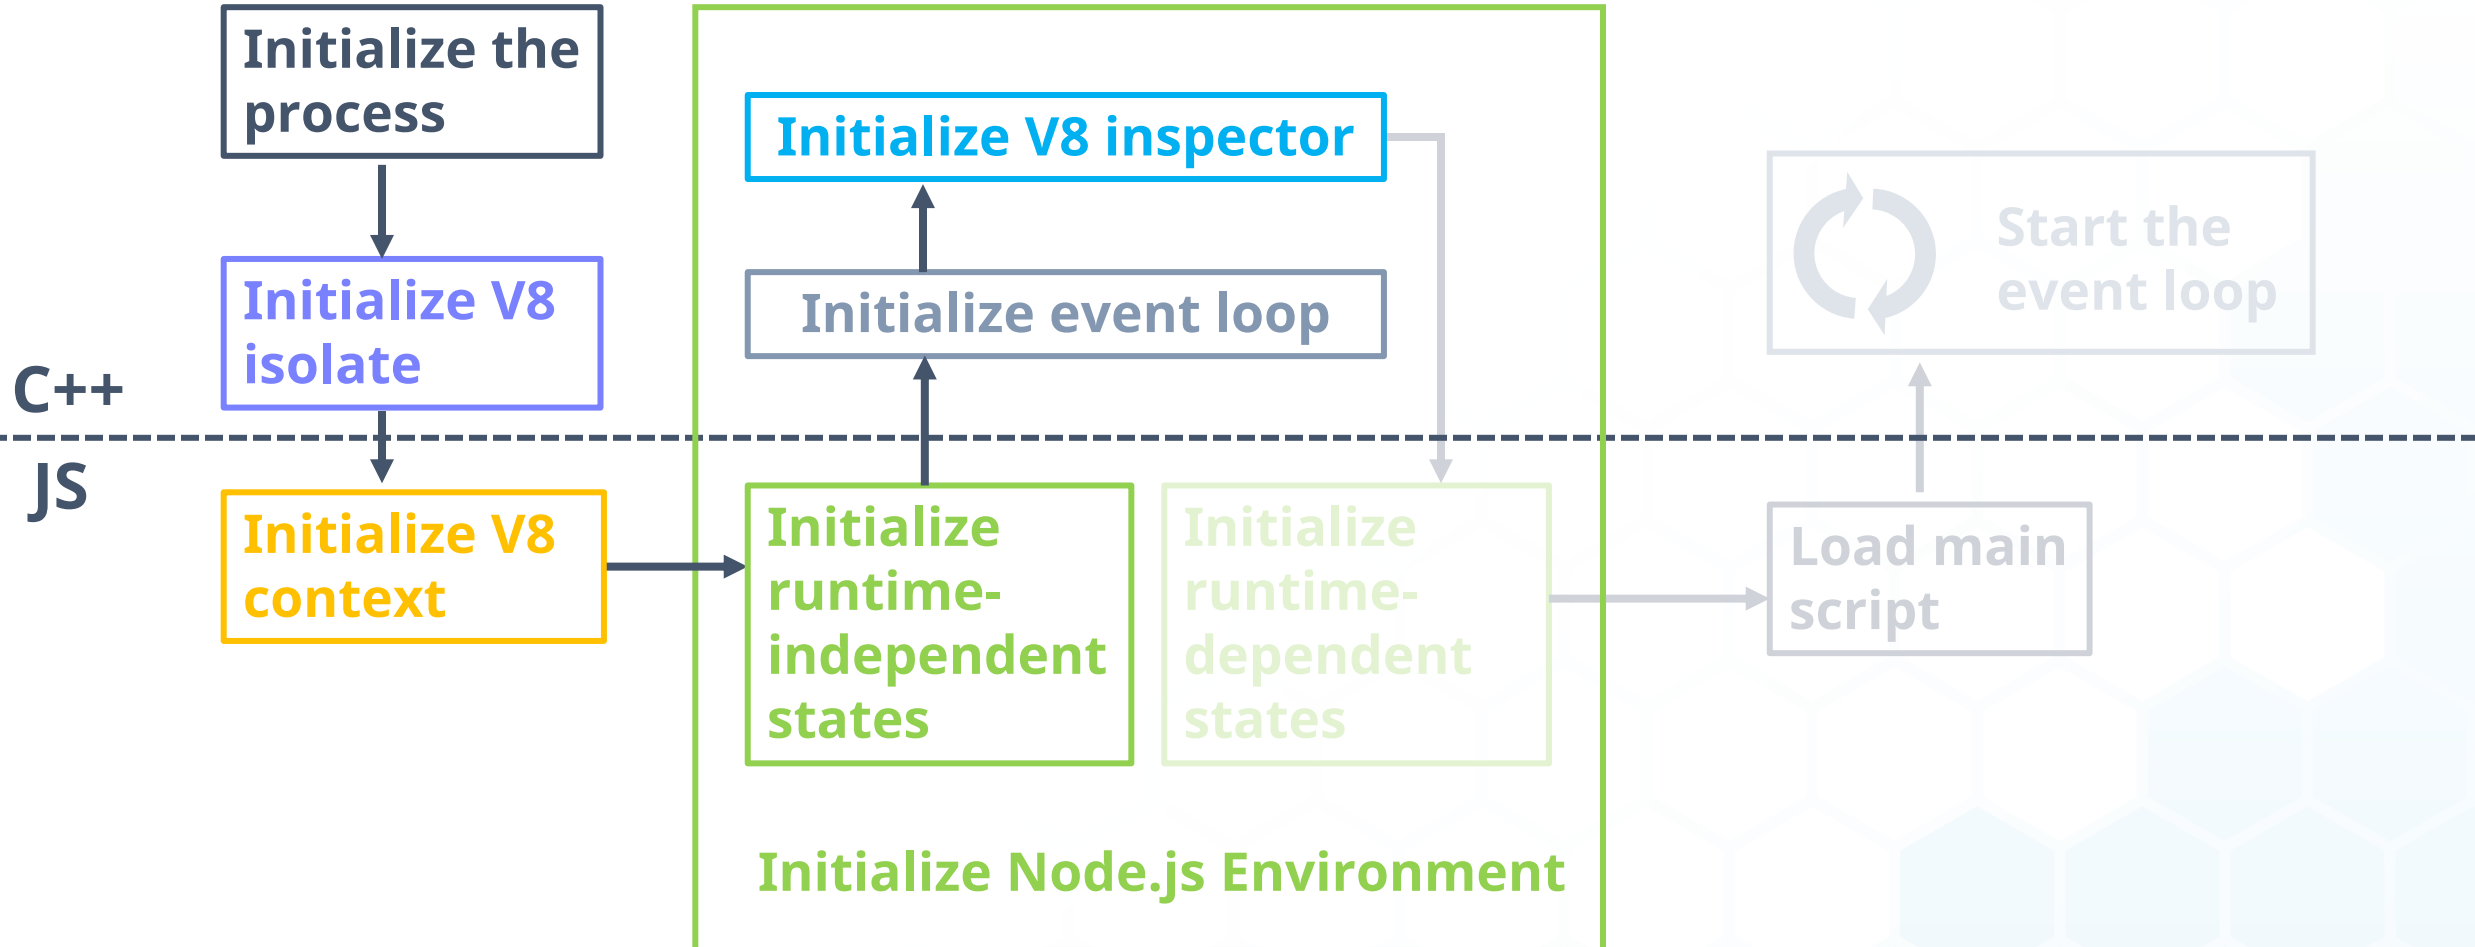 Initialize the
process
Initialize V8
isolate
C++
JS
Initialize V8
context
Initialize V8 inspector
Initialize event loop
Initialize
runtime-
independent
states
Initialize
runtime-
dependent
states
Initialize Node.js Environment
Start the
event loop
Load main
script